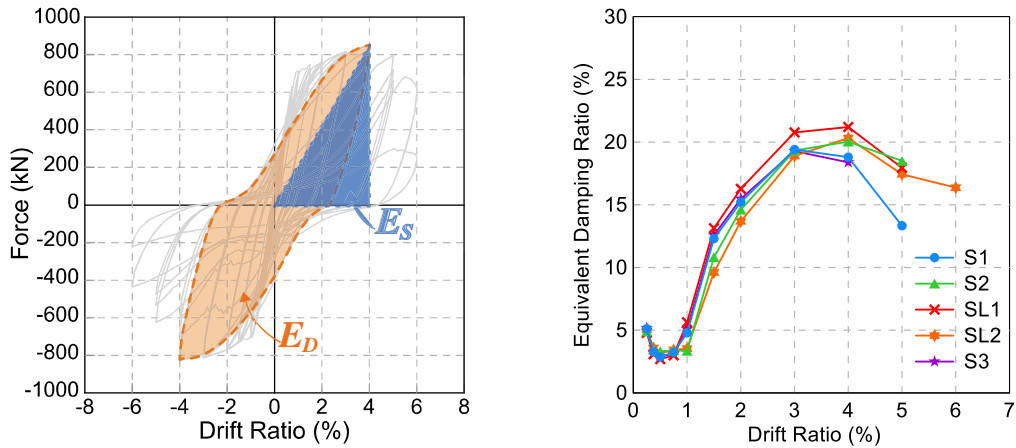 1000
800
600
400
200
0
-200
-400
-600
-800
-1000
Force (kN)
E_S
E_D
-8 -6 -4 -2 0 2 4 6 8
Drift Ratio (%)
30
25
20
15
10
5
0
Equivalent Damping Ratio (%)
S1
S2
SL1
SL2
S3
0 1 2 3 4 5 6 7
Drift Ratio (%)